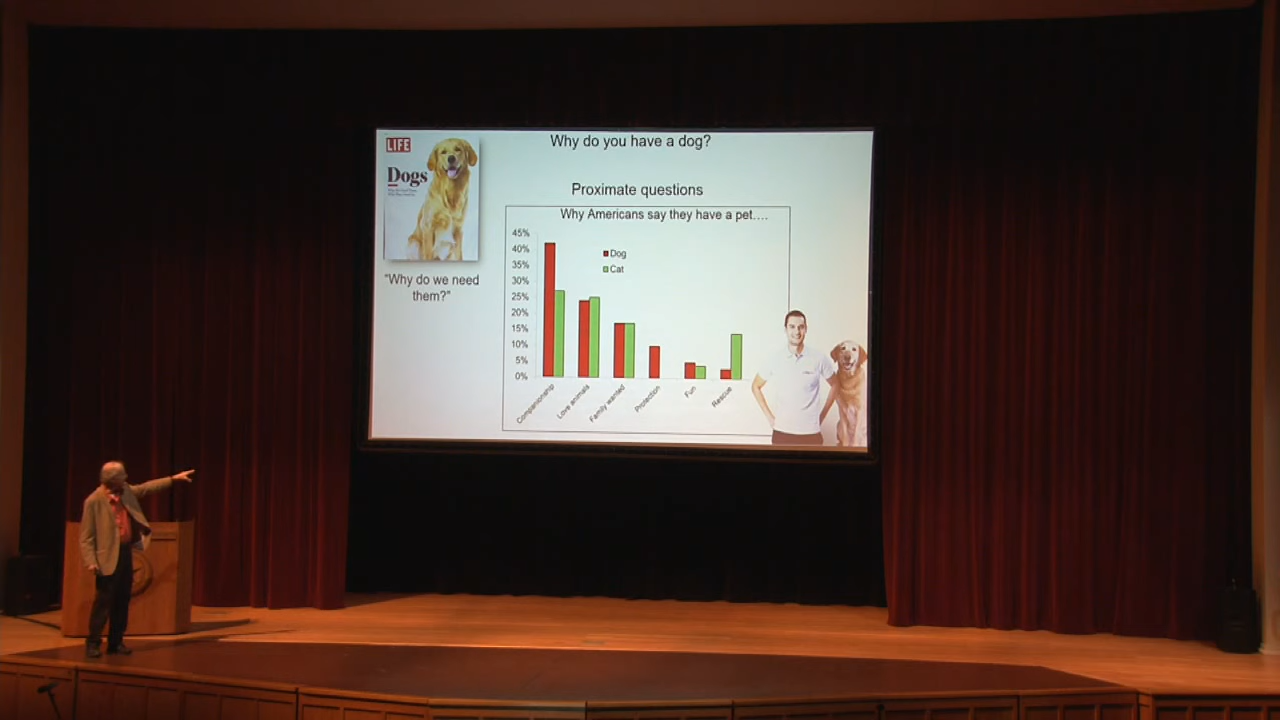 Why do you have a dog?
LIFE
Dogs
"Why do we need
them?"
Proximate questions
Why Americans say they have a pet....
45%
40%
35%
30%
25%
20%
15%
10%
5%
0%
Dog
Cat
Companionship
Love animals
Family wanted
Protection
Fun
Rescue